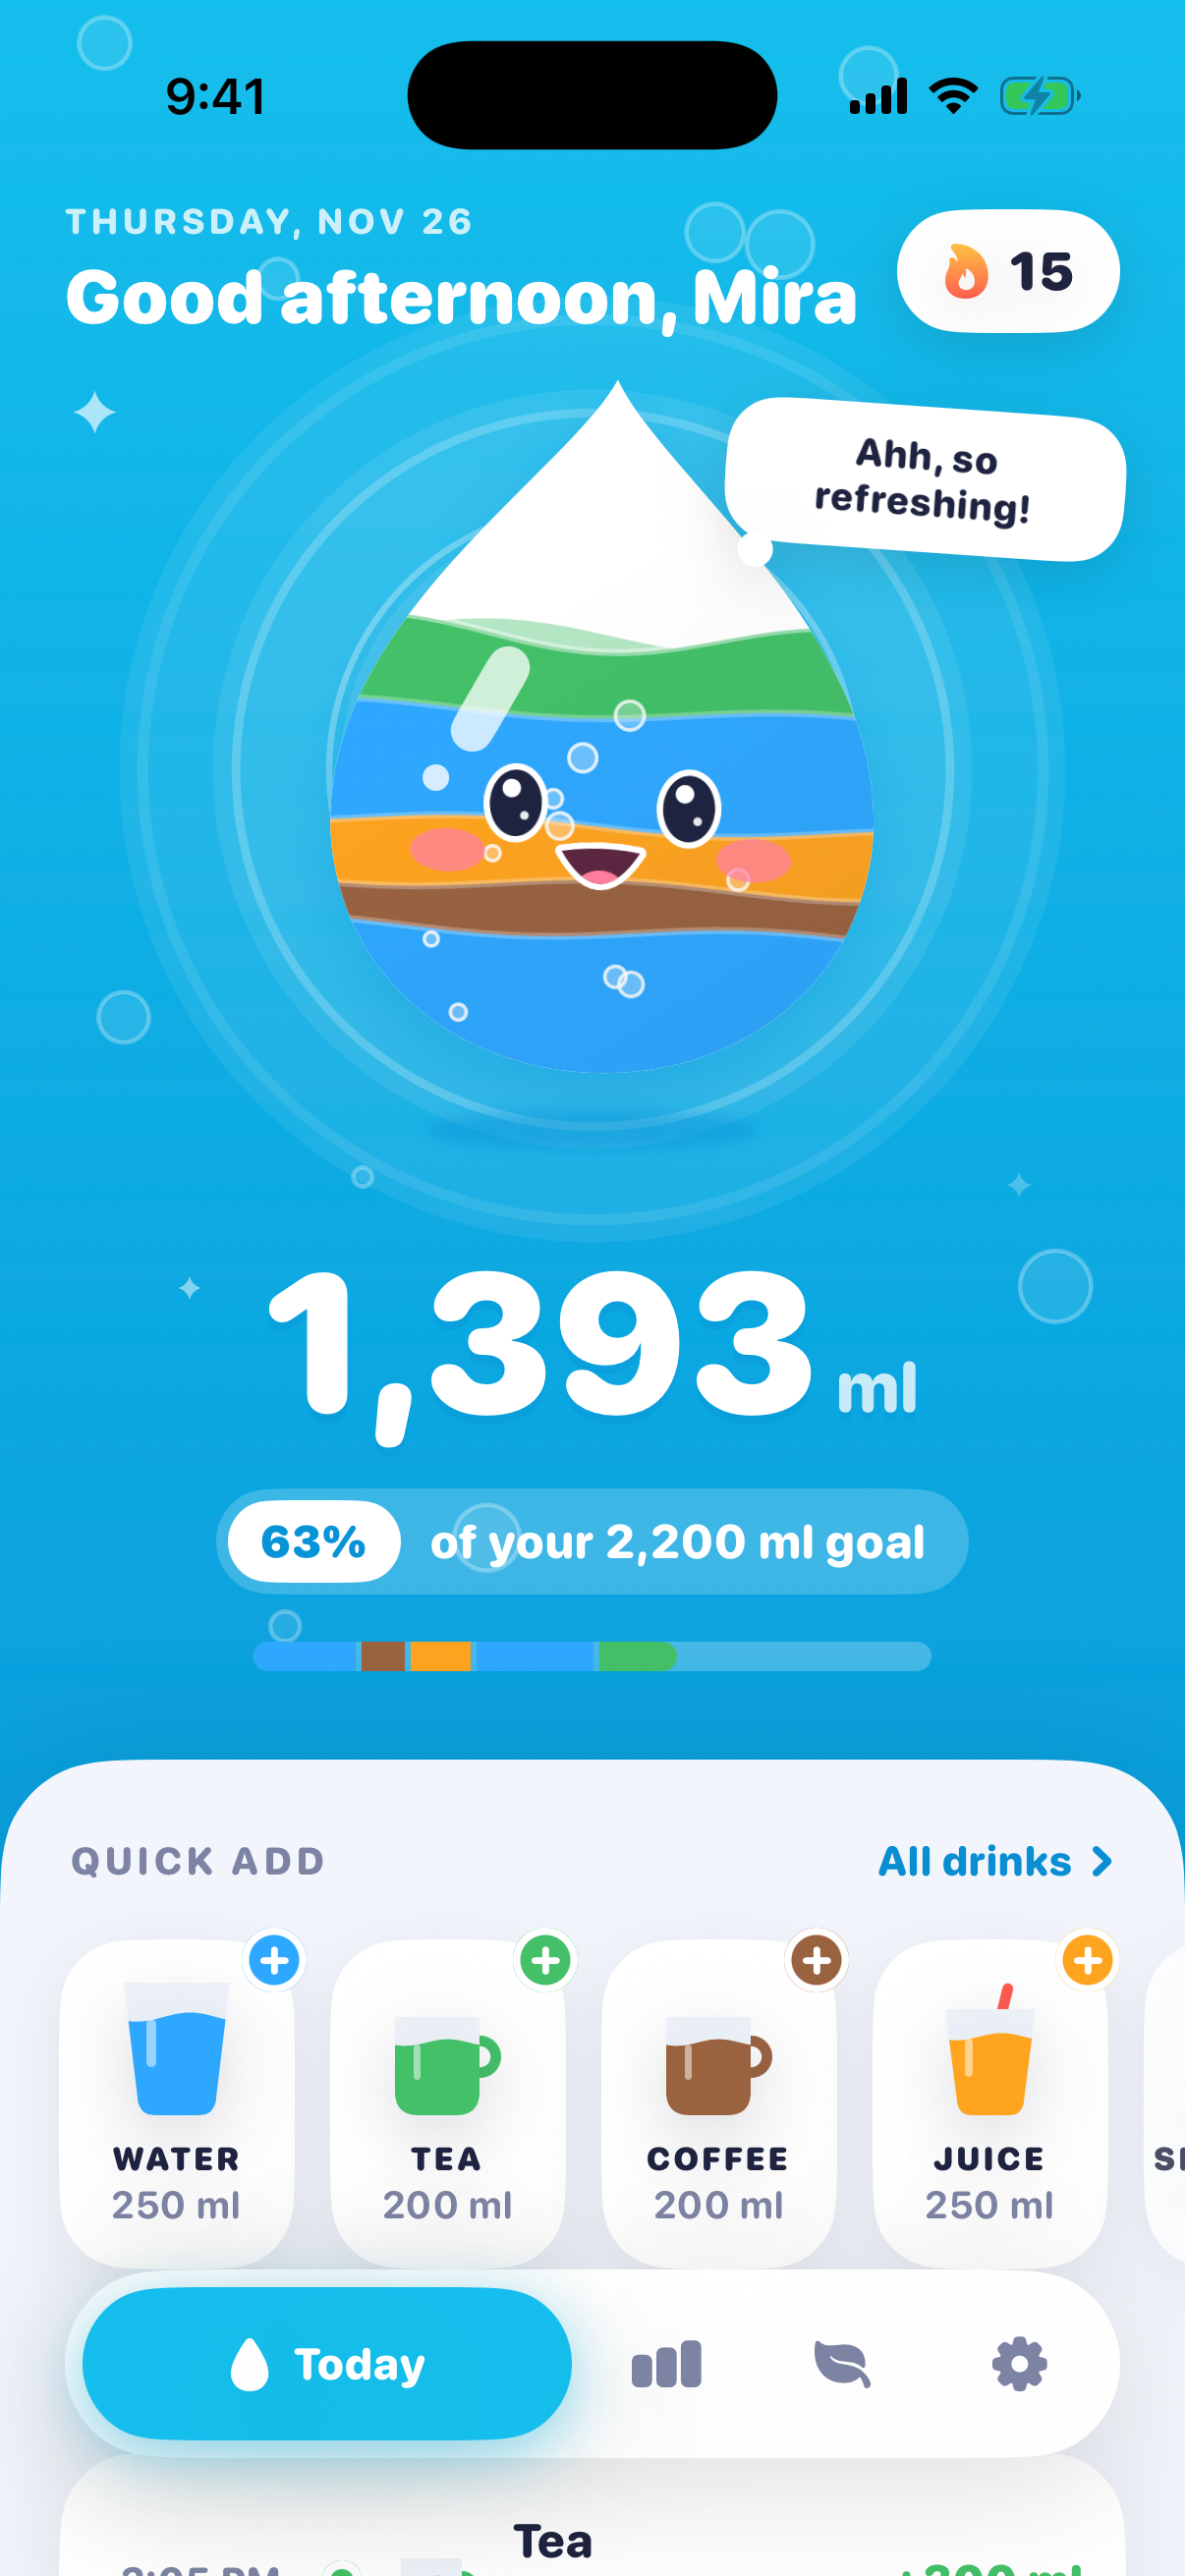 9:41
THURSDAY, NOV 26
Good afternoon, Mira
15
Ahh, so
refreshing!
1,393 ml
63% of your 2,200 ml goal
QUICK ADD
All drinks
WATER
250 ml
TEA
200 ml
COFFEE
200 ml
JUICE
250 ml
Today
Tea